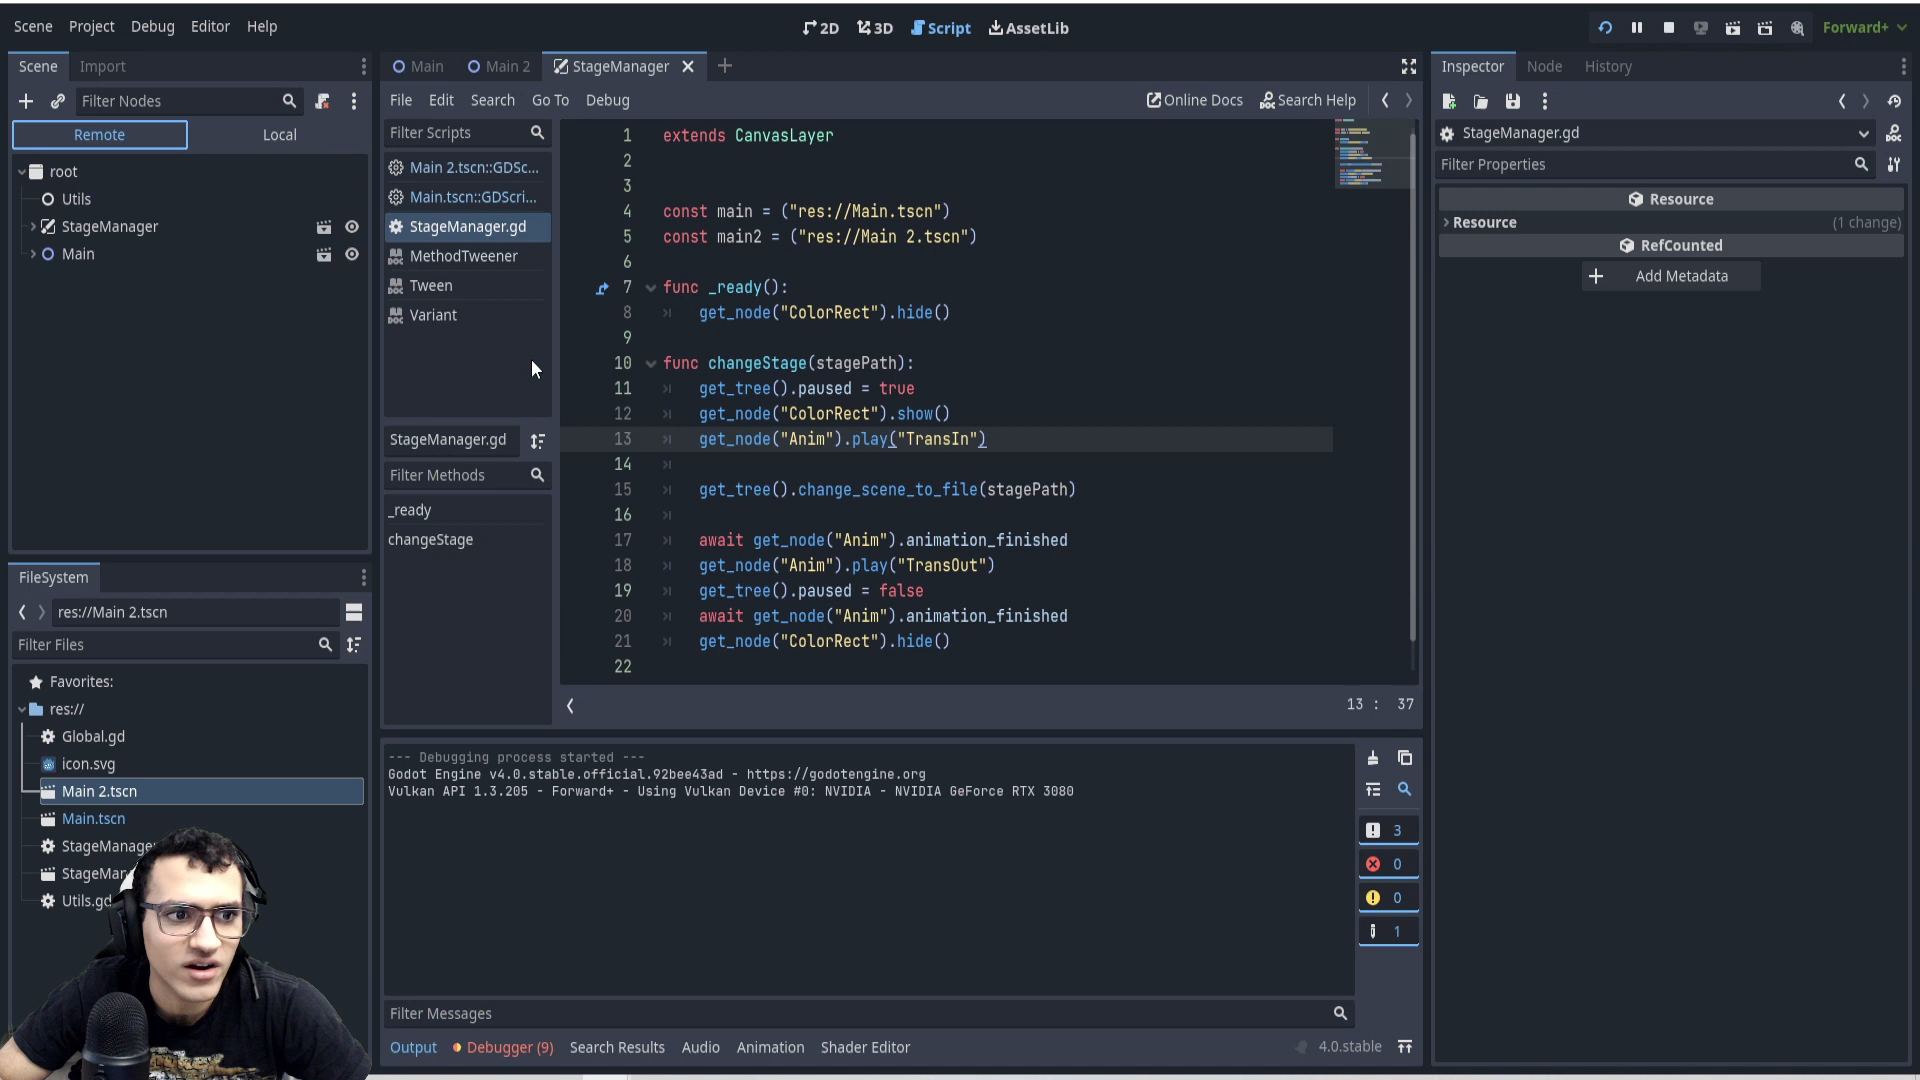 Scene Project Debug Editor Help
2D 3D Script AssetLib
Forward+
Scene Import
Filter Nodes
Remote Local
root
Utils
StageManager
Main
FileSystem
res://Main 2.tscn
Filter Files
Favorites:
res://
Global.gd
icon.svg
Main 2.tscn
Main.tscn
StageManager
Utils.gd
Main Main 2 StageManager
File Edit Search Go To Debug
Online Docs Search Help
Filter Scripts
Main 2.tscn::GDSc...
Main.tscn::GDScri...
StageManager.gd
MethodTweener
Tween
Variant
StageManager.gd
Filter Methods
_ready
changeStage
1 extends CanvasLayer
2
3
4 const main = ("res://Main.tscn")
5 const main2 = ("res://Main 2.tscn")
6
7 func _ready():
8 get_node("ColorRect").hide()
9
10 func changeStage(stagePath):
11 get_tree().paused = true
12 get_node("ColorRect").show()
13 get_node("Anim").play("TransIn")
14
15 get_tree().change_scene_to_file(stagePath)
16
17 await get_node("Anim").animation_finished
18 get_node("Anim").play("TransOut")
19 get_tree().paused = false
20 await get_node("Anim").animation_finished
21 get_node("ColorRect").hide()
22
13 : 37
--- Debugging process started ---
Godot Engine v4.0.stable.official.92bee43ad - https://godotengine.org
Vulkan API 1.3.205 - Forward+ - Using Vulkan Device #0: NVIDIA - NVIDIA GeForce RTX 3080
3
0
0
1
Filter Messages
Output Debugger (9) Search Results Audio Animation Shader Editor
4.0.stable
Inspector Node History
StageManager.gd
Filter Properties
Resource
Resource (1 change)
RefCounted
Add Metadata